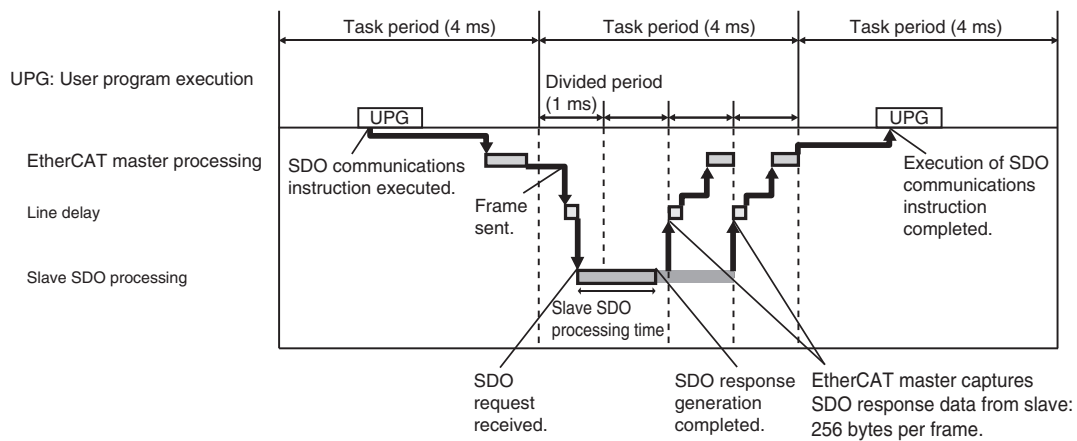 Task period (4 ms)
Task period (4 ms)
Task period (4 ms)
UPG: User program execution
Divided period
(1 ms)
UPG
UPG
EtherCAT master processing
SDO communications
instruction executed.
Execution of SDO
communications
instruction
completed.
Frame
sent.
Line delay
Slave SDO processing
Slave SDO
processing time
SDO
request
received.
SDO response
generation
completed.
EtherCAT master captures
SDO response data from slave:
256 bytes per frame.